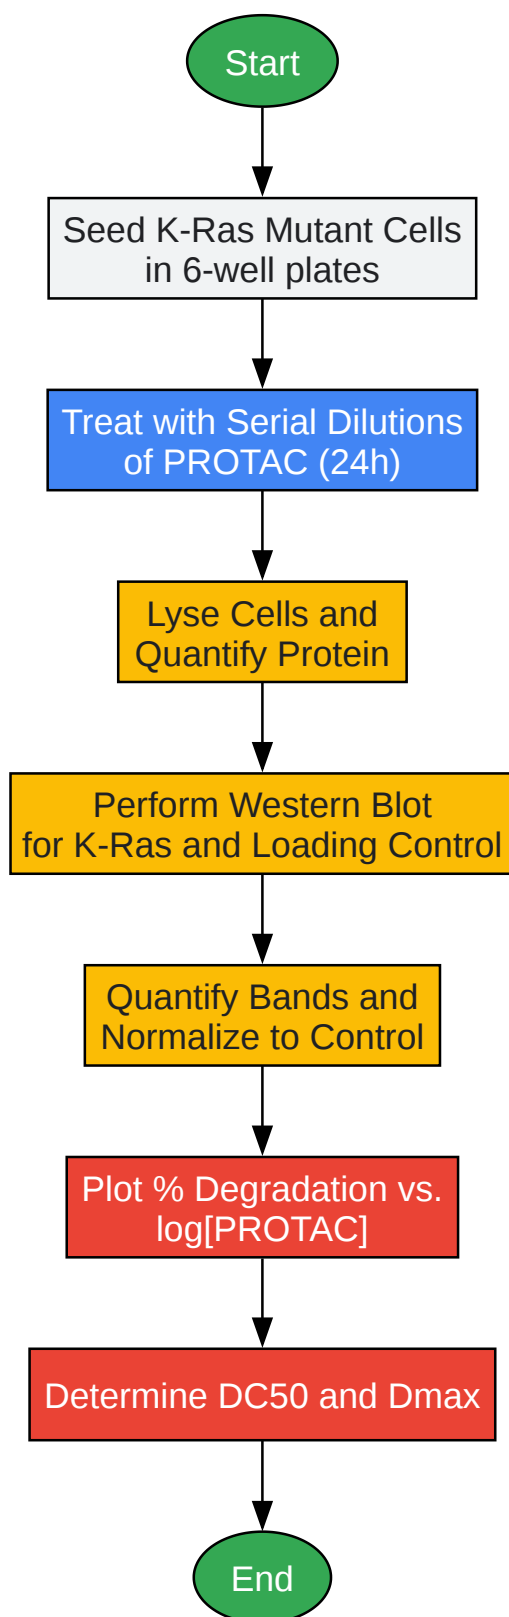 Start
Seed K-Ras Mutant Cells
in 6-well plates
Treat with Serial Dilutions
of PROTAC (24h)
Lyse Cells and
Quantify Protein
Perform Western Blot
for K-Ras and Loading Control
Quantify Bands and
Normalize to Control
Plot % Degradation vs.
log[PROTAC]
Determine DC50 and Dmax
End